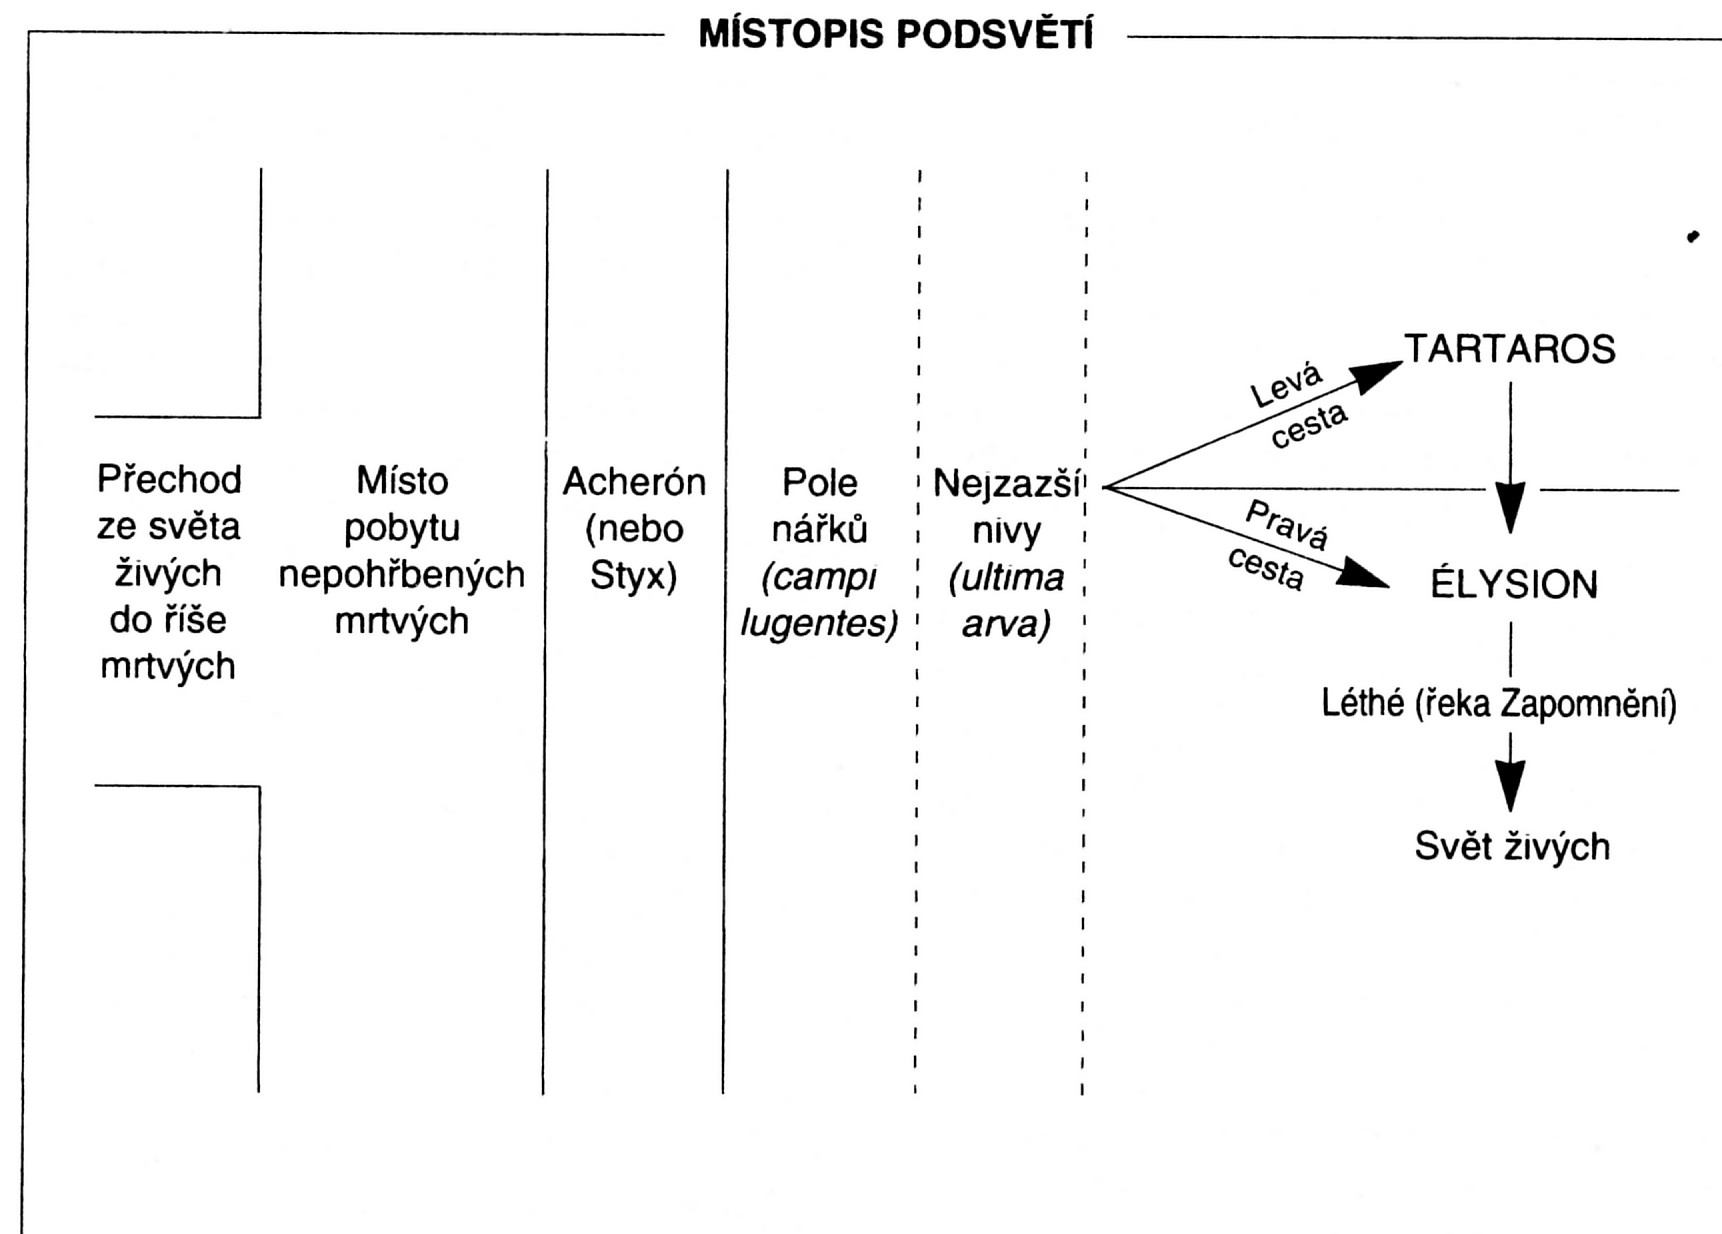 MÍSTOPIS PODSVĚTÍ
Přechod
ze světa
živých
do říše
mrtvých
Místo
pobytu
nepohřbených
mrtvých
Acherón
(nebo
Styx)
Pole
nářků
(campi
lugentes)
Nejzazší
nivy
(ultima
arva)
Levá
cesta
Pravá
cesta
TARTAROS
ÉLYSION
Léthé (řeka Zapomnění)
Svět živých